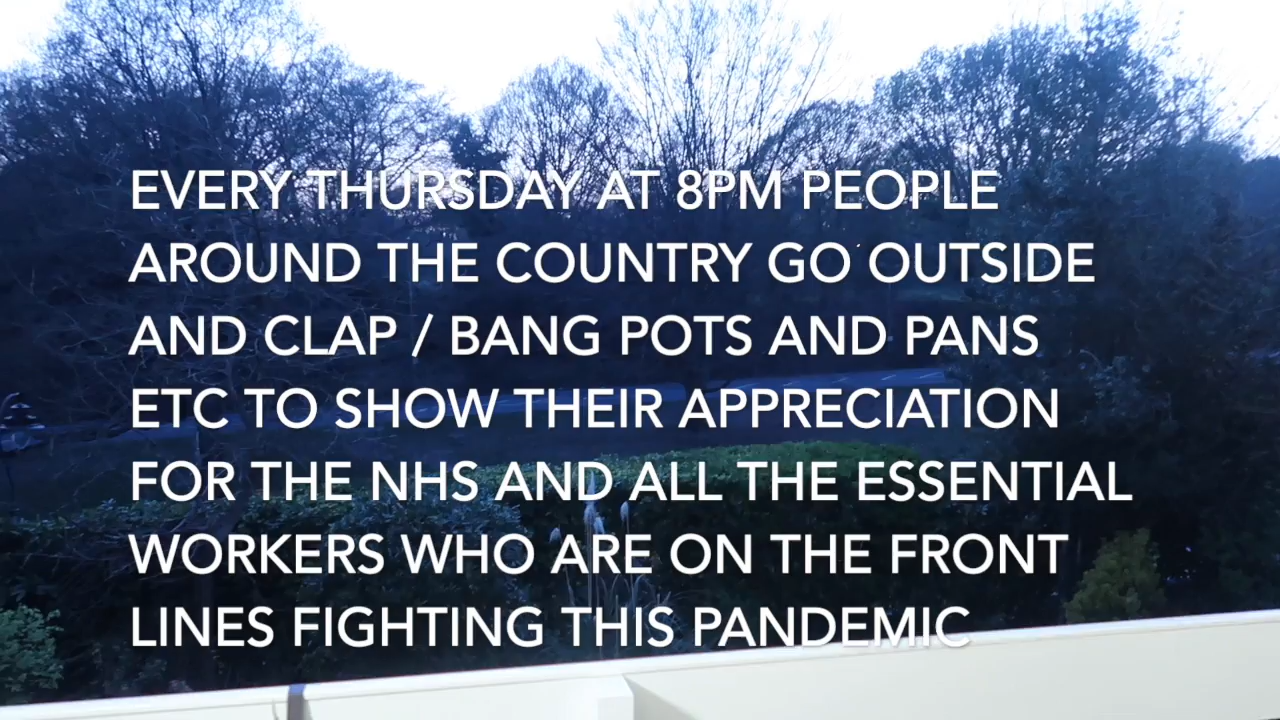 EVERY THURSDAY AT 8PM PEOPLE
AROUND THE COUNTRY GO OUTSIDE
AND CLAP / BANG POTS AND PANS
ETC TO SHOW THEIR APPRECIATION
FOR THE NHS AND ALL THE ESSENTIAL
WORKERS WHO ARE ON THE FRONT
LINES FIGHTING THIS PANDEMIC